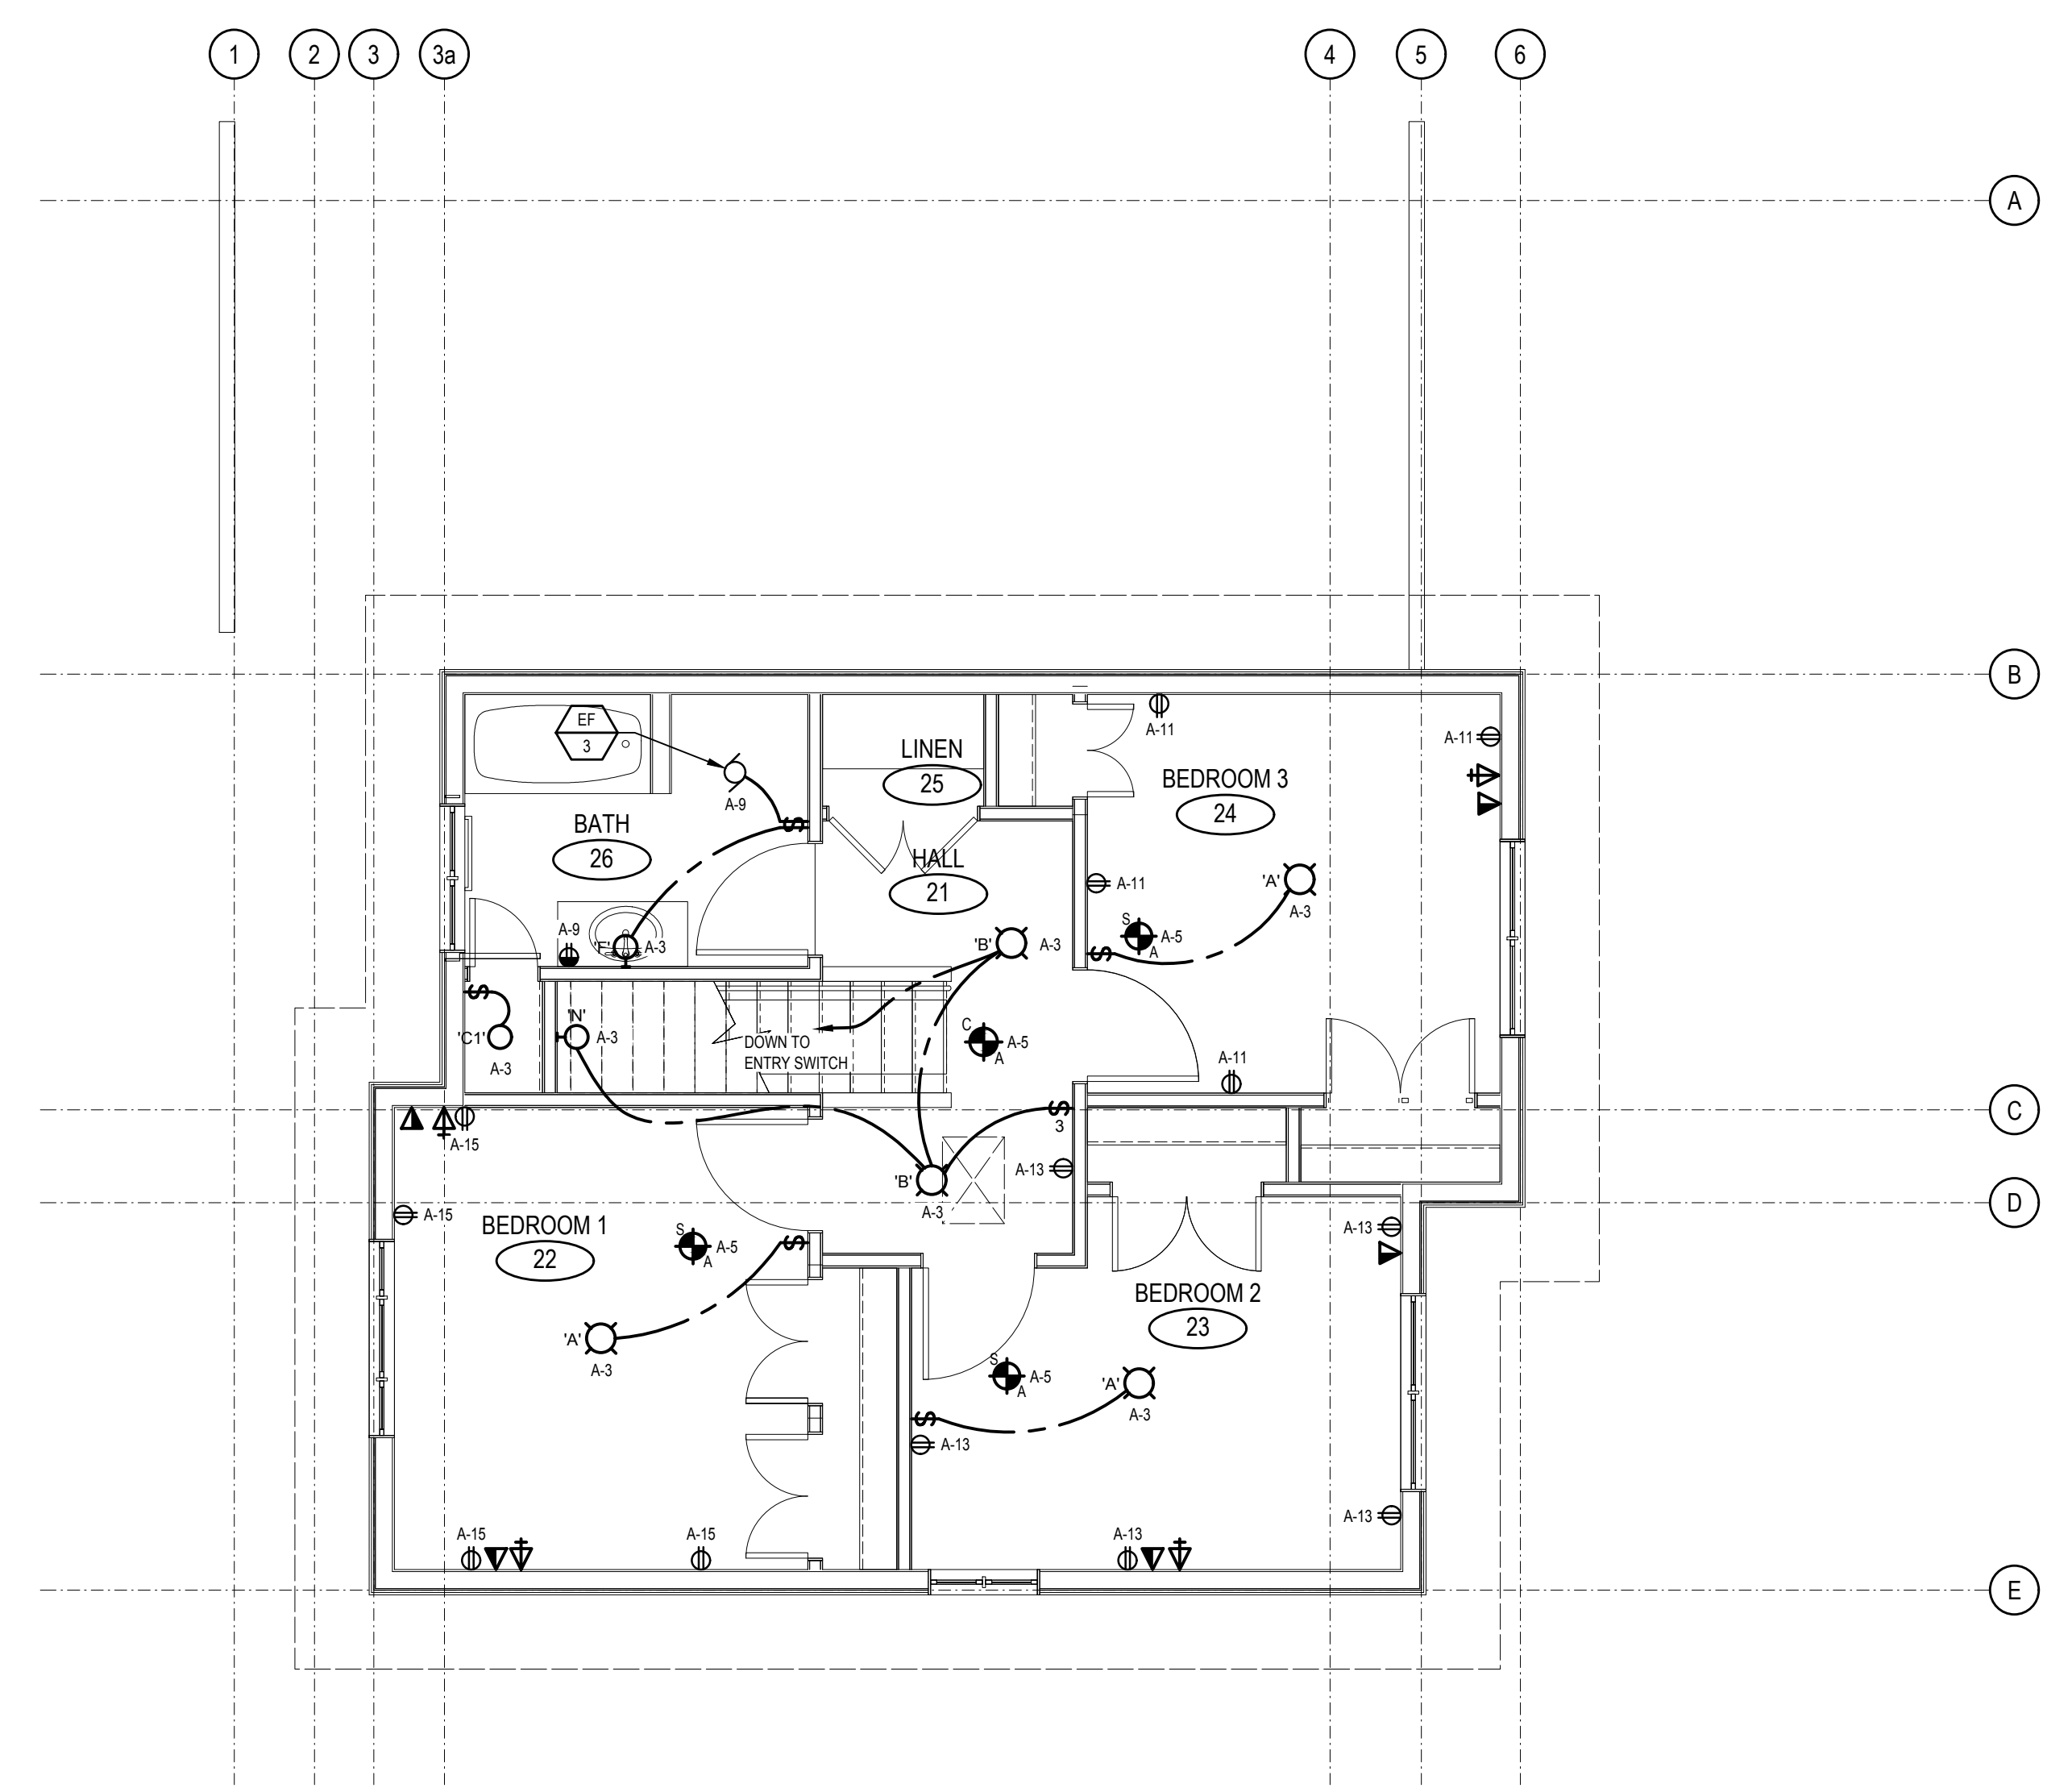 1
2
3
3a
4
5
6
A
B
EF
3
A-9
A-11
A-11
LINEN
25
BEDROOM 3
24
BATH
26
HALL
21
A-11
'A'
A-3
A-9
'F'
A-3
S
A-5
A
'B'
A-3
'C1'
A-3
'N'
A-3
DOWN TO
ENTRY SWITCH
C
A-5
A
A-11
C
A-15
3
A-13
'B'
A-3
D
A-15
BEDROOM 1
22
S
A-5
A
A-13
BEDROOM 2
23
'A'
A-3
S
A-5
A
'A'
A-3
A-13
A-13
A-15
A-15
A-13
E